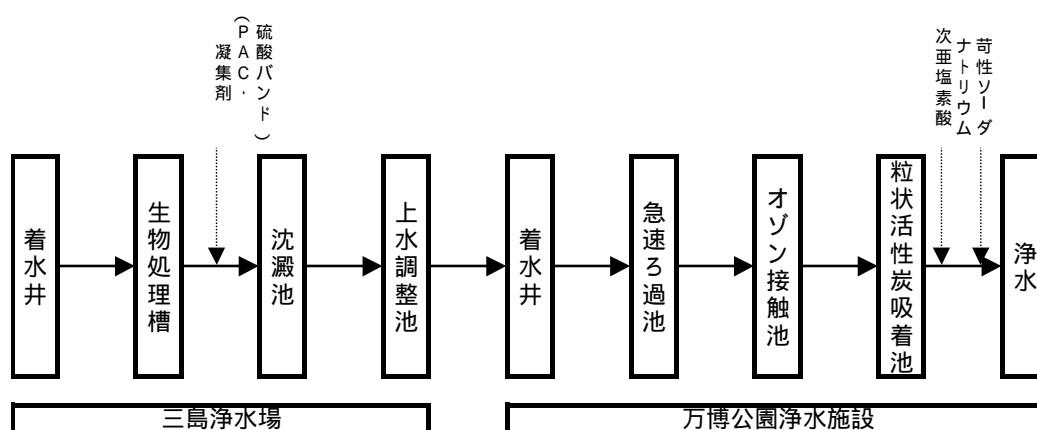 硫酸バンド)
(PAC・
凝集剤
苛性ソーダ
ナトリウム
次亜塩素酸
着水井
生物処理槽
沈澱池
上水調整池
着水井
急速ろ過池
オゾン接触池
粒状活性炭吸着池
浄水
三島浄水場
万博公園浄水施設